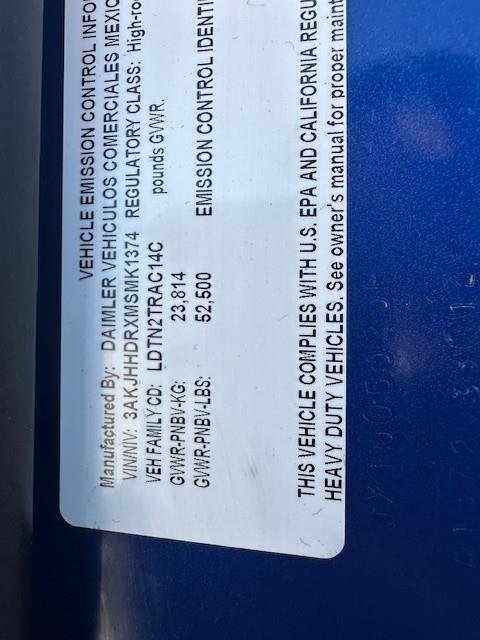 VEHICLE EMISSION CONTROL INFO
Manufactured By: DAIMLER VEHICULOS COMERCIALES MEXIC
VIN/NIV: 3AKJHHDRXMSMK1374 REGULATORY CLASS: High-ro
VEH FAMILY CD: LDTN2TRAC14C pounds GVWR.
GVWR-PNBV-KG: 23,814
GVWR-PNBV-LBS: 52,500 EMISSION CONTROL IDENTI
THIS VEHICLE COMPLIES WITH U.S. EPA AND CALIFORNIA REGU
HEAVY DUTY VEHICLES. See owner's manual for proper maint